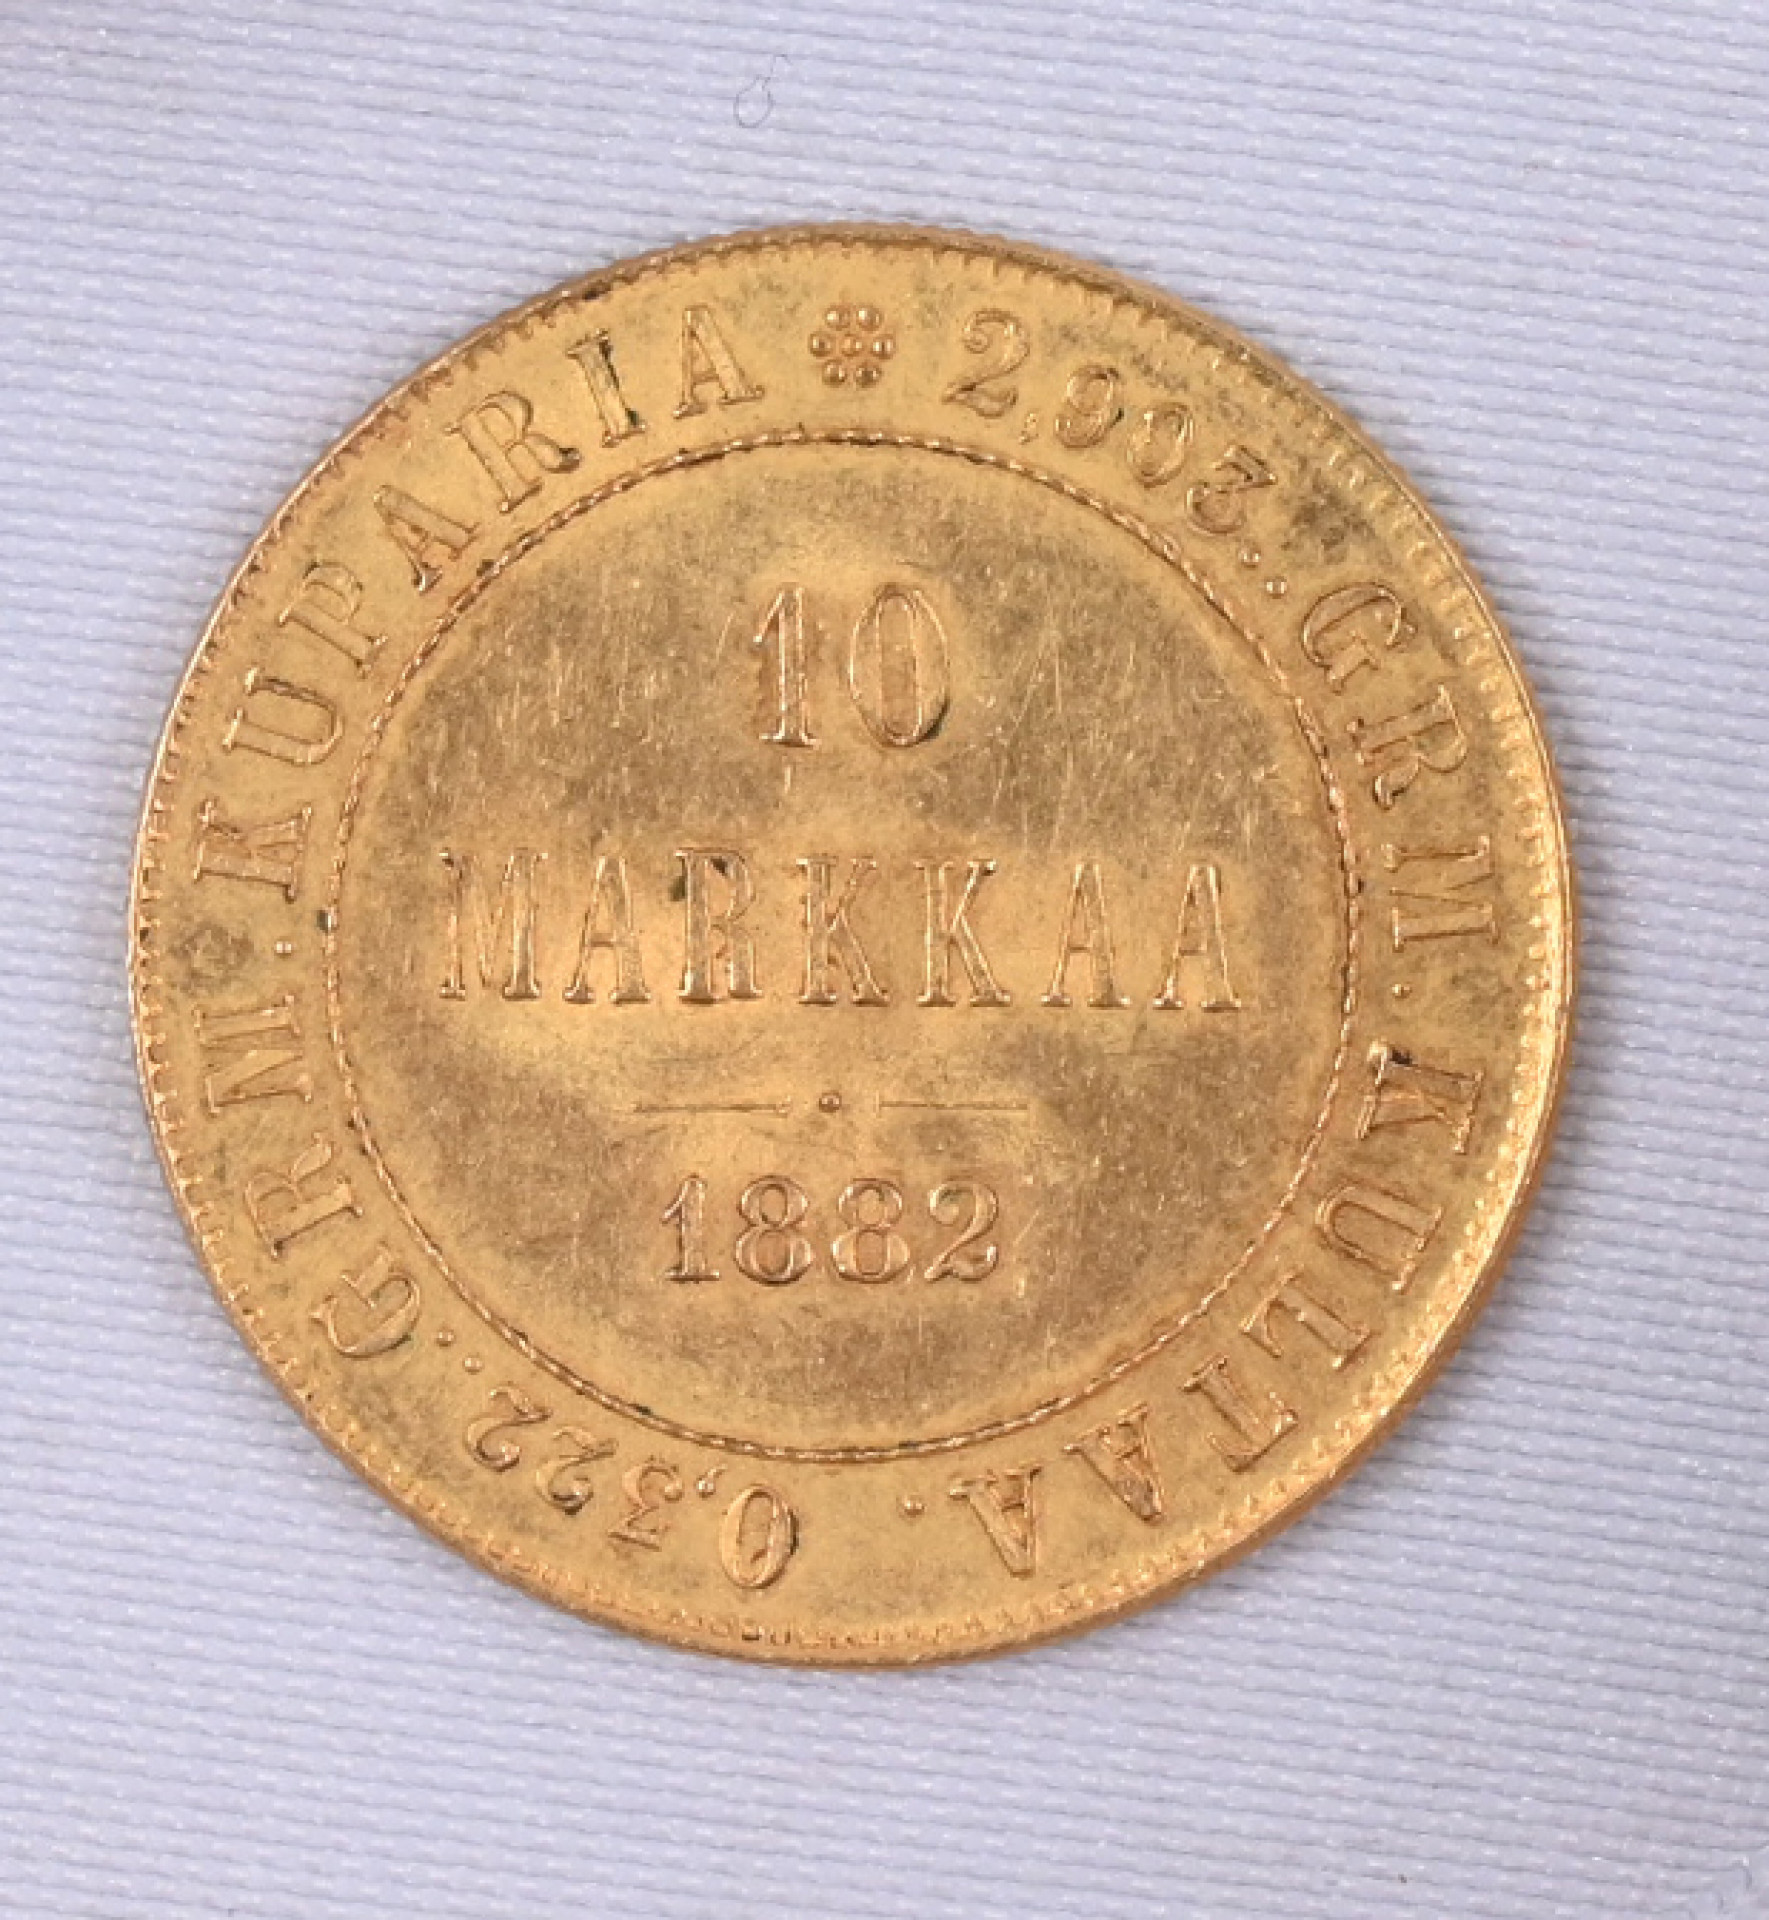 10
MARKKAA
1882
2,903..GRM.KULTAA.
0,322..GRM.KUPARIA